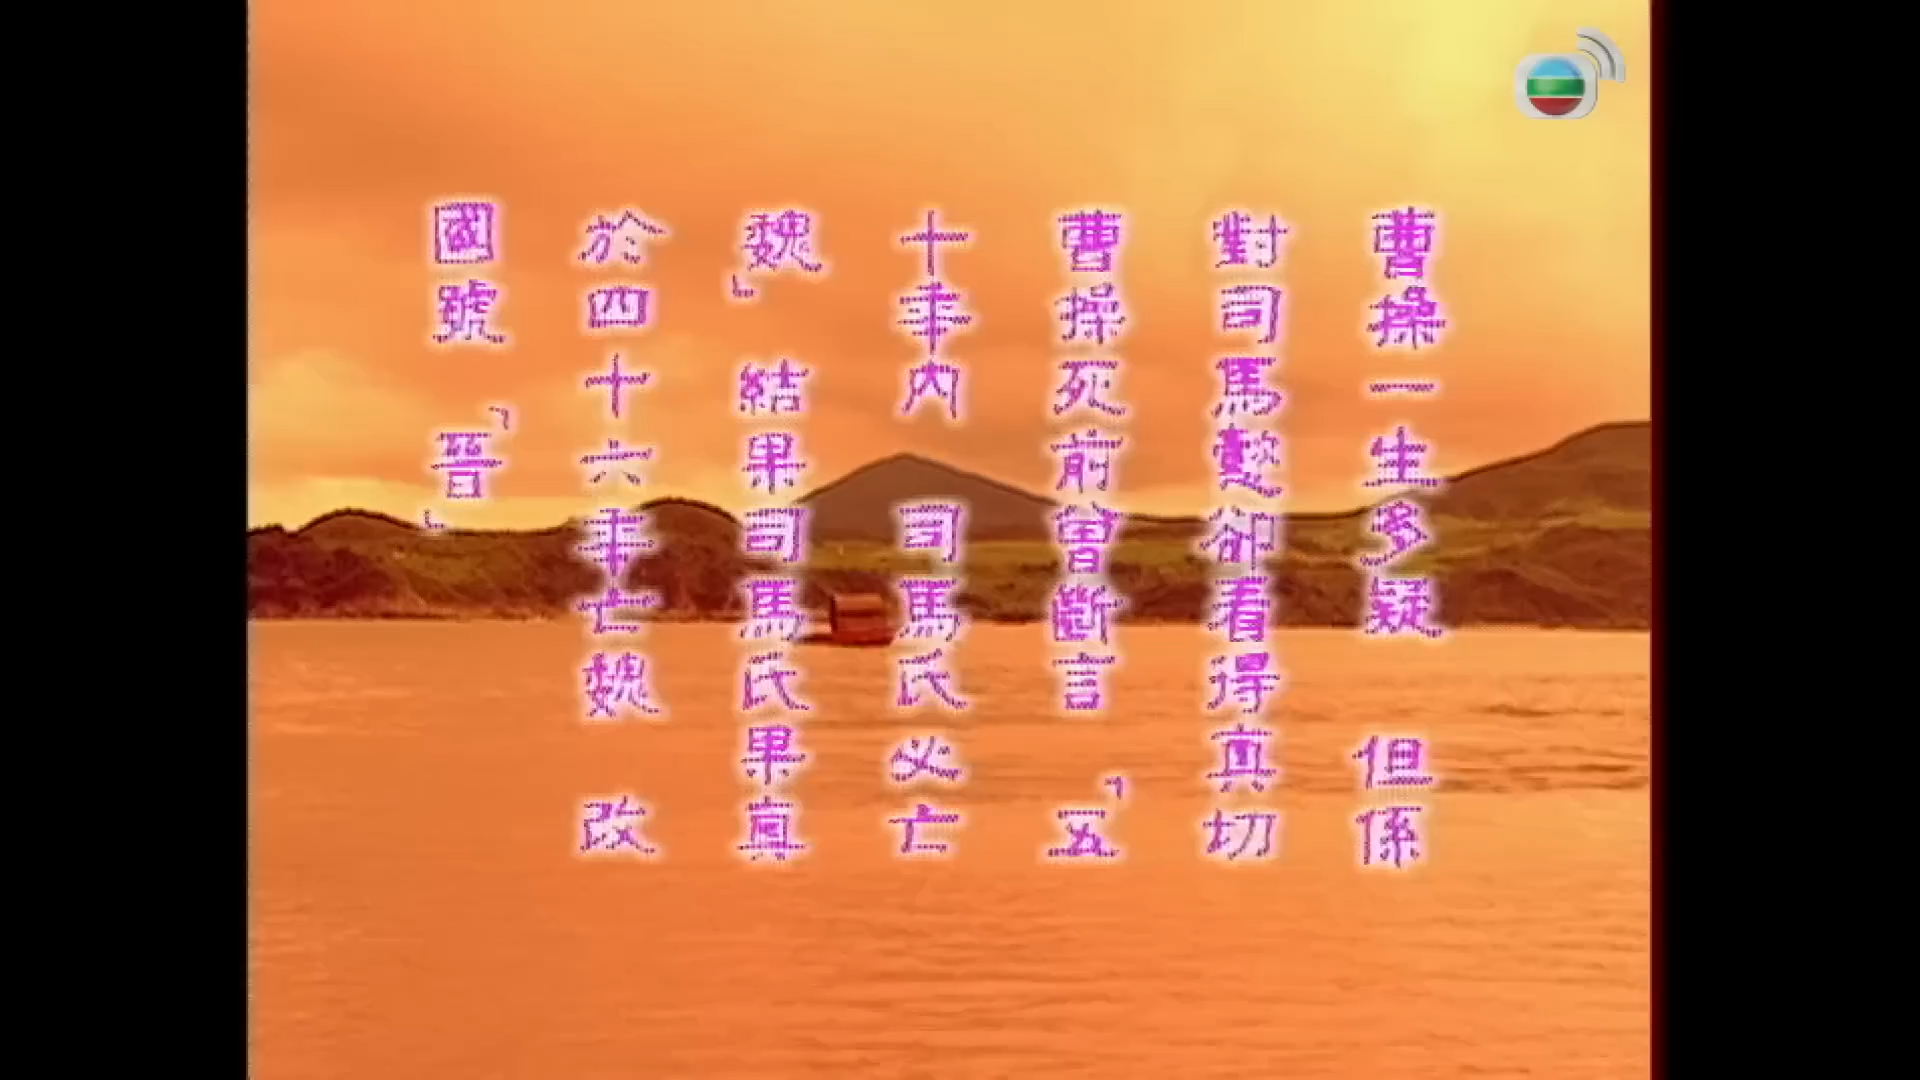 曹操一生多疑　但係
對司馬懿卻看得真切
曹操死前曾斷言「五
十年內　司馬氏必亡
魏」結果司馬氏果真
於四十六年亡魏　改
國號「晉」